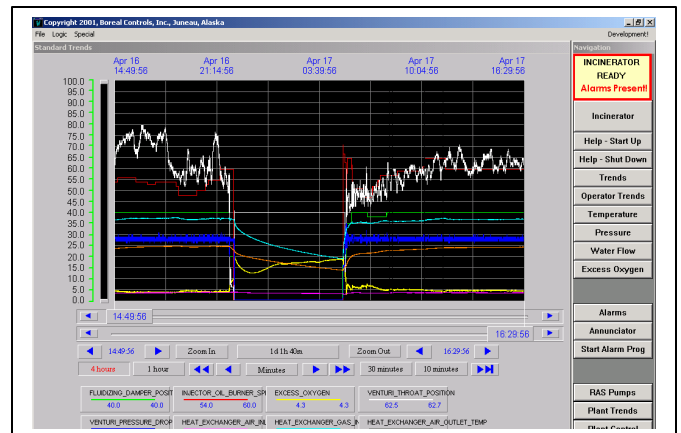 Copyright 2001, Boreal Controls, Inc., Juneau, Alaska
File Logic Special Development!
Standard Trends
Navigation
Apr 16 Apr 16 Apr 17 Apr 17 Apr 17
14:49:56 21:14:56 03:39:56 10:04:56 16:29:56
100.0
95.0
90.0
85.0
80.0
75.0
70.0
65.0
60.0
55.0
50.0
45.0
40.0
35.0
30.0
25.0
20.0
15.0
10.0
5.0
0.0
14:49:56
16:29:56
14:49:56 Zoom In 1d 1h 40m Zoom Out 16:29:56
4 hours 1 hour Minutes 30 minutes 10 minutes
FLUIDIZING_DAMPER_POSIT INJECTOR_OIL_BURNER_SPI EXCESS_OXYGEN VENTURI_THROAT_POSITION
40.0 40.0 54.0 60.0 4.3 4.3 62.5 62.7
VENTURI_PRESSURE_DROP HEAT_EXCHANGER_AIR_INL HEAT_EXCHANGER_GAS_IN HEAT_EXCHANGER_AIR_OUTLET_TEMP
INCINERATOR
READY
Alarms Present!
Incinerator
Help - Start Up
Help - Shut Down
Trends
Operator Trends
Temperature
Pressure
Water Flow
Excess Oxygen
Alarms
Annunciator
Start Alarm Prog
RAS Pumps
Plant Trends
Plant Control